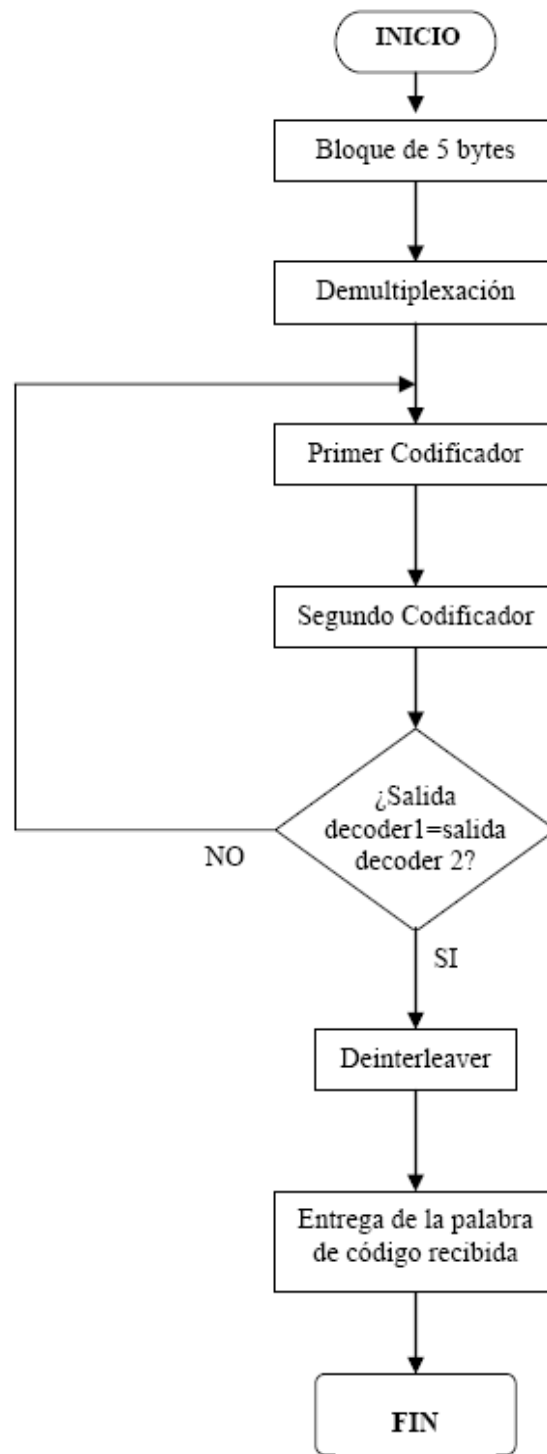 INICIO
Bloque de 5 bytes
Demultiplexación
Primer Codificador
Segundo Codificador
¿Salida
decoder1=salida
decoder 2?
NO
SI
Deinterleaver
Entrega de la palabra
de código recibida
FIN